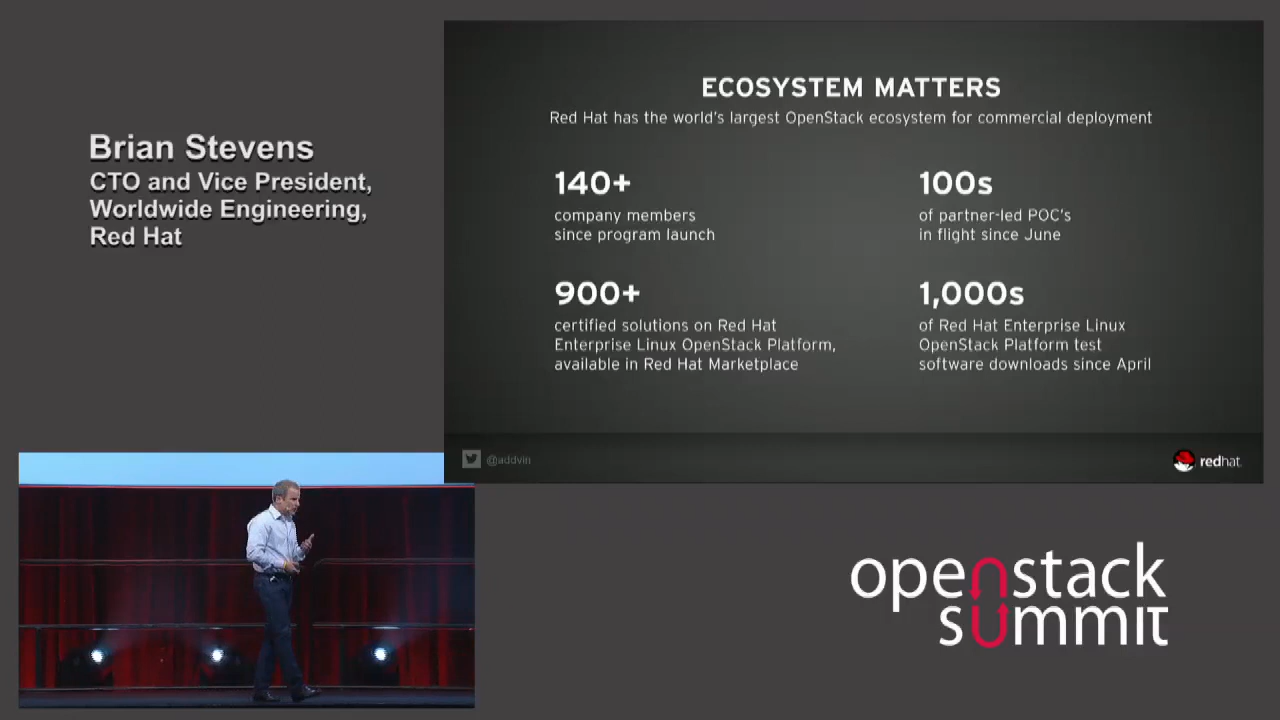 Brian Stevens
CTO and Vice President,
Worldwide Engineering,
Red Hat
ECOSYSTEM MATTERS
Red Hat has the world's largest OpenStack ecosystem for commercial deployment
140+
company members
since program launch
100s
of partner-led POC's
in flight since June
900+
certified solutions on Red Hat
Enterprise Linux OpenStack Platform,
available in Red Hat Marketplace
1,000s
of Red Hat Enterprise Linux
OpenStack Platform test
software downloads since April
@addvin
redhat.
openstack
summit